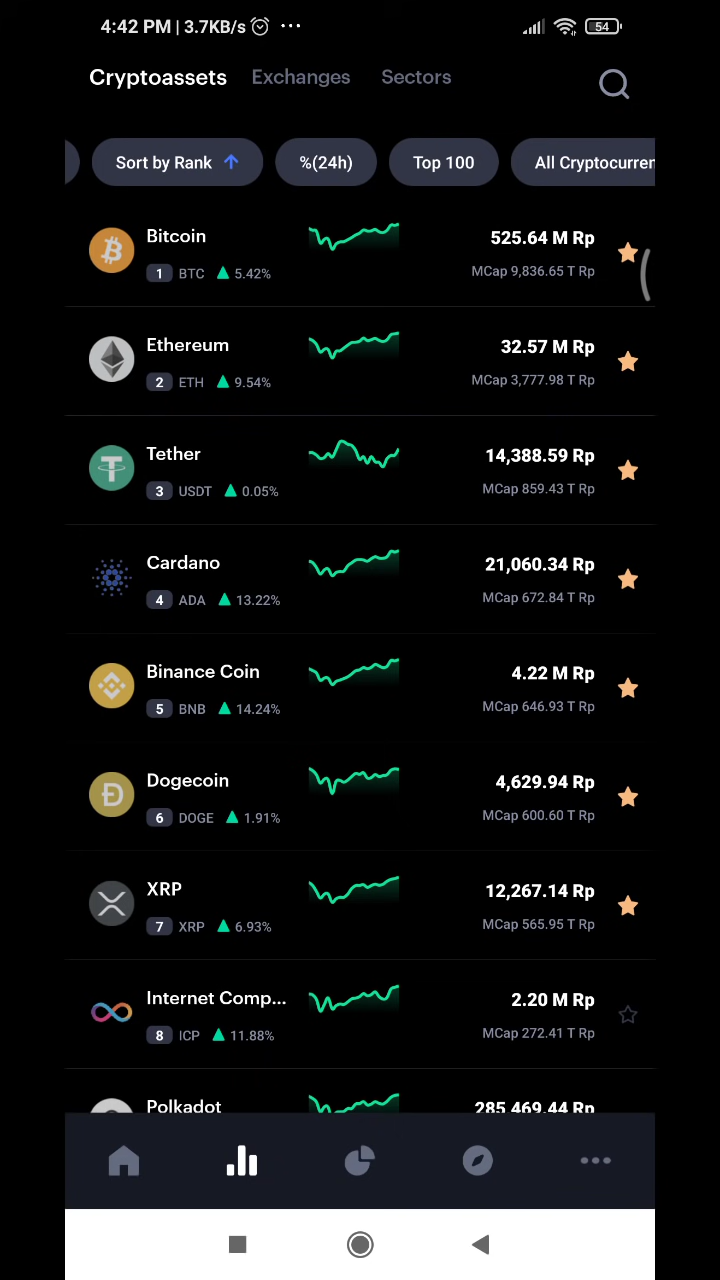 4:42 PM | 3.7KB/s ... 54
Cryptoassets Exchanges Sectors
Sort by Rank %(24h) Top 100 All Cryptocurren
Bitcoin 525.64 M Rp
1 BTC 5.42% MCap 9,836.65 T Rp
Ethereum 32.57 M Rp
2 ETH 9.54% MCap 3,777.98 T Rp
Tether 14,388.59 Rp
3 USDT 0.05% MCap 859.43 T Rp
Cardano 21,060.34 Rp
4 ADA 13.22% MCap 672.84 T Rp
Binance Coin 4.22 M Rp
5 BNB 14.24% MCap 646.93 T Rp
Dogecoin 4,629.94 Rp
6 DOGE 1.91% MCap 600.60 T Rp
XRP 12,267.14 Rp
7 XRP 6.93% MCap 565.95 T Rp
Internet Comp... 2.20 M Rp
8 ICP 11.88% MCap 272.41 T Rp
Polkadot 285,469.44 Rp